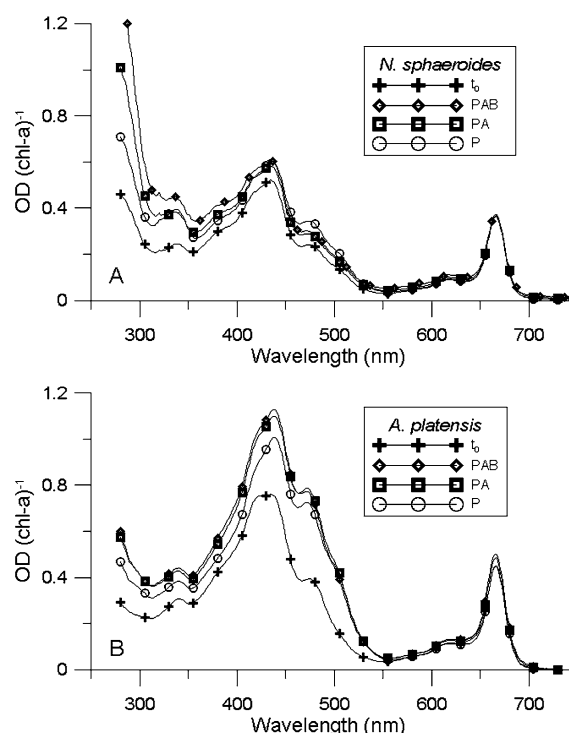 1.2
N. sphaeroides
t₀
PAB
PA
P
0.8
OD (chl-a)⁻¹
0.4
A
0
300 400 500 600 700
Wavelength (nm)
1.2
A. platensis
t₀
PAB
PA
P
0.8
OD (chl-a)⁻¹
0.4
B
0
300 400 500 600 700
Wavelength (nm)